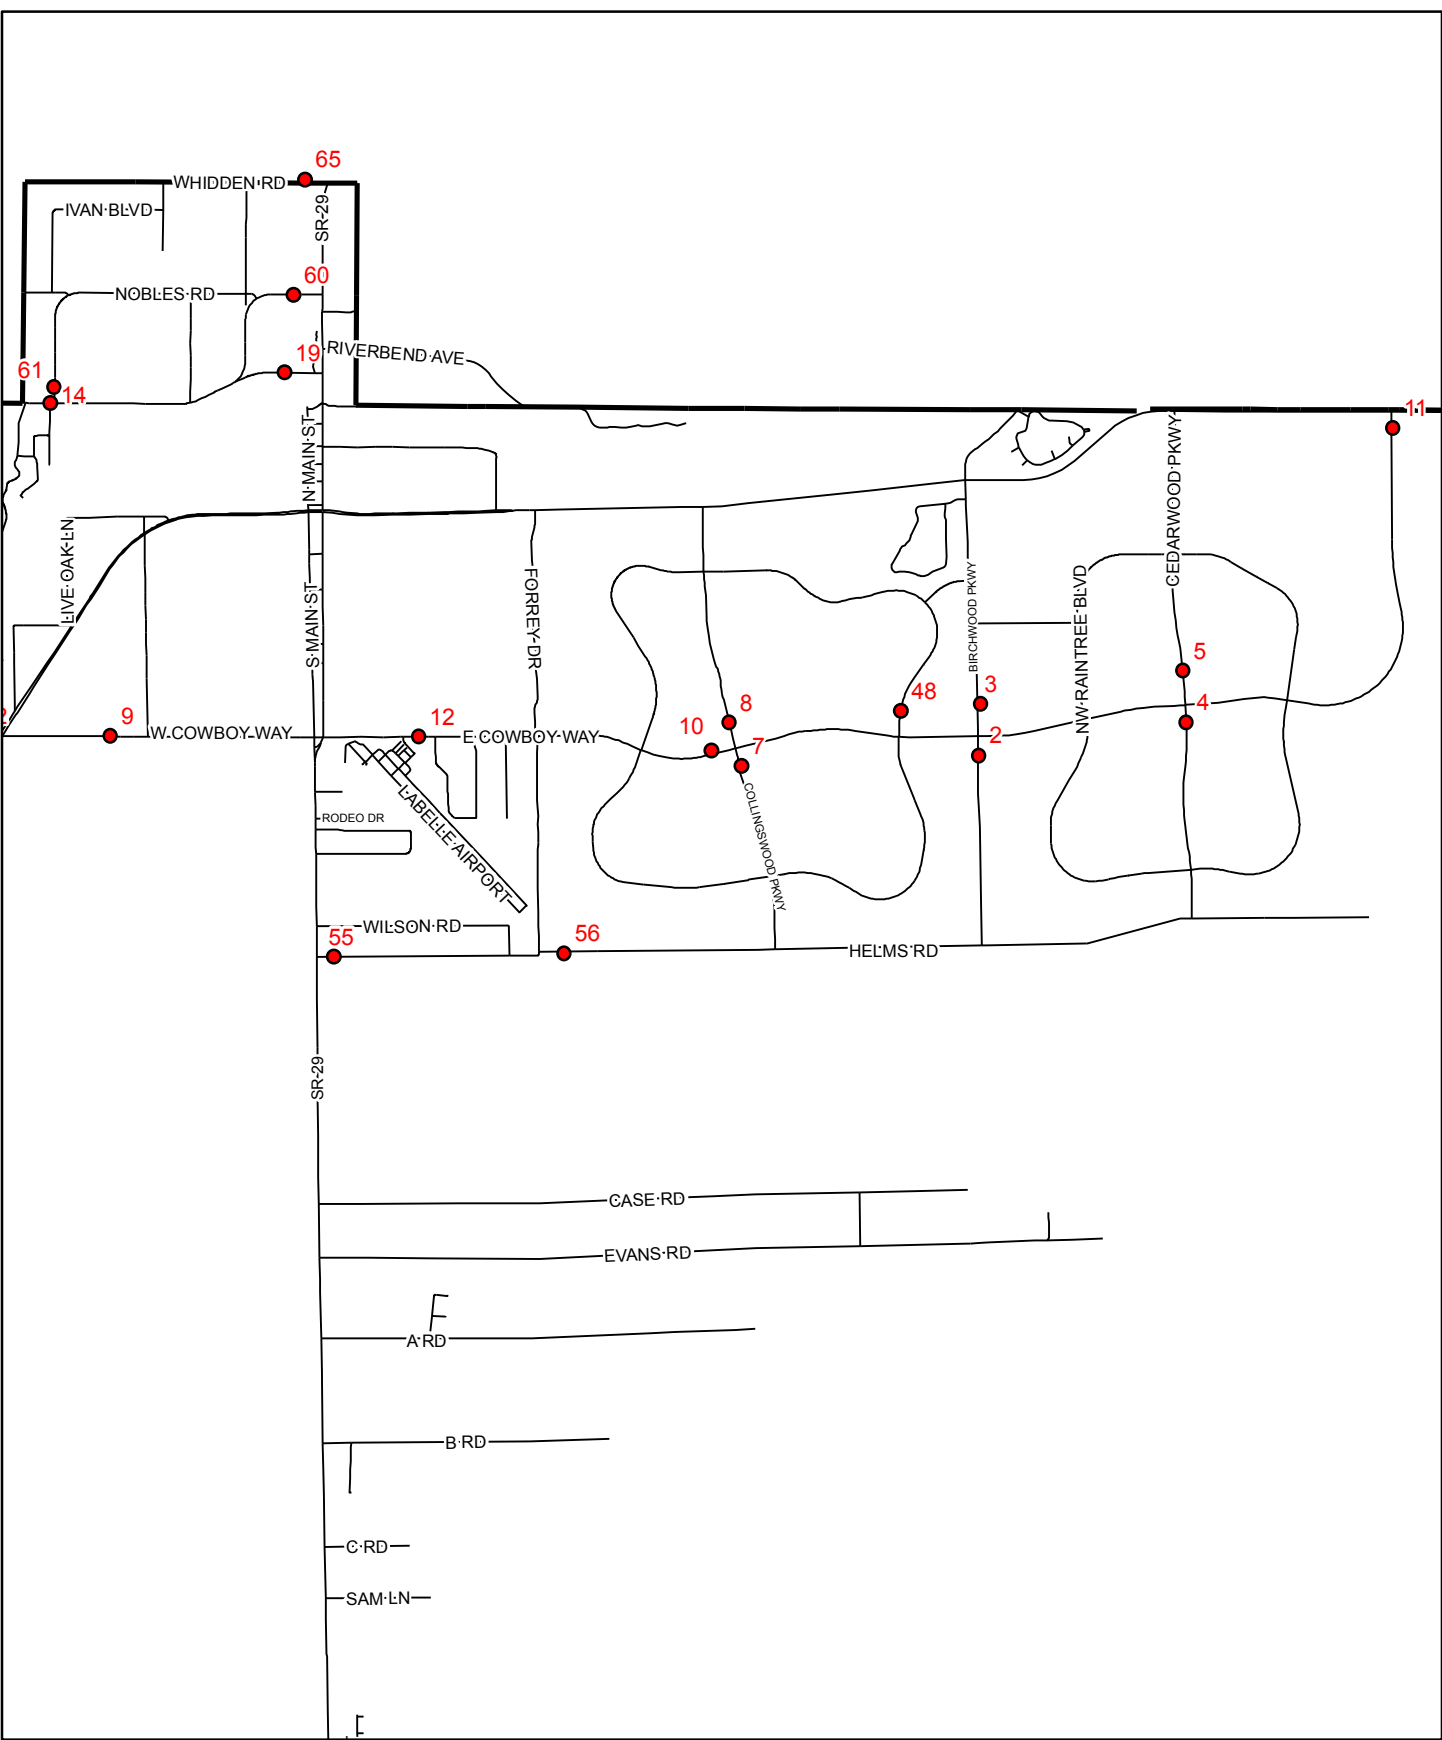 65
WHIDDEN RD
IVAN BLVD
SR-29
60
NOBLES RD
19
RIVERBEND AVE
61
14
11
N MAIN ST
CEDARWOOD PKWY
LIVE OAK LN
S MAIN ST
FORREY DR
BIRCHWOOD PKWY
NW RAINTREE BLVD
5
3
48
8
4
9
12
10
2
W COWBOY WAY
E COWBOY WAY
7
LABELLE AIRPORT
COLLINGSWOOD PKWY
RODEO DR
WILSON RD
55
56
HELMS RD
SR-29
CASE RD
EVANS RD
A RD
B RD
C RD
SAM LN